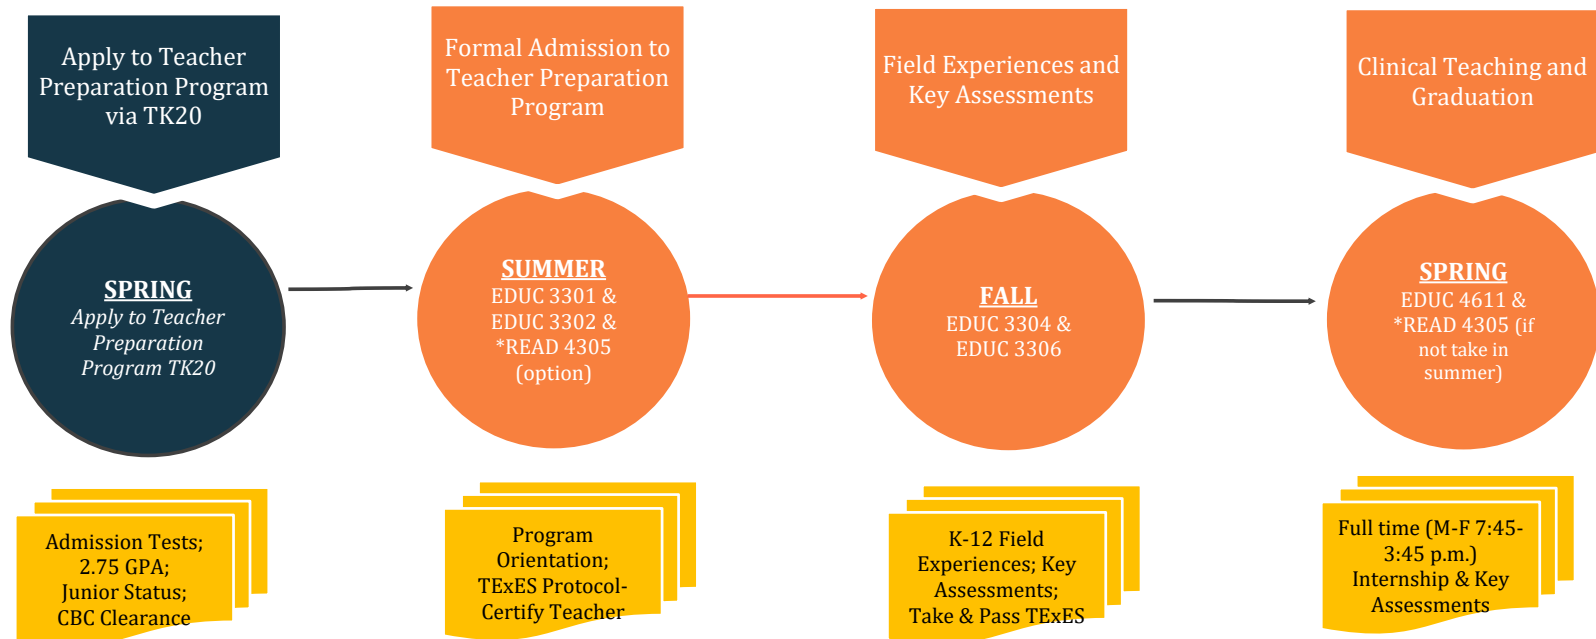 Apply to Teacher
Preparation Program
via TK20
Formal Admission to
Teacher Preparation
Program
Field Experiences and
Key Assessments
Clinical Teaching and
Graduation
SPRING
Apply to Teacher
Preparation
Program TK20
SUMMER
EDUC 3301 &
EDUC 3302 &
*READ 4305
(option)
FALL
EDUC 3304 &
EDUC 3306
SPRING
EDUC 4611 &
*READ 4305 (if
not take in
summer)
Admission Tests;
2.75 GPA;
Junior Status;
CBC Clearance
Program
Orientation;
TExES Protocol-
Certify Teacher
K-12 Field
Experiences; Key
Assessments;
Take & Pass TExES
Full time (M-F 7:45-
3:45 p.m.)
Internship & Key
Assessments